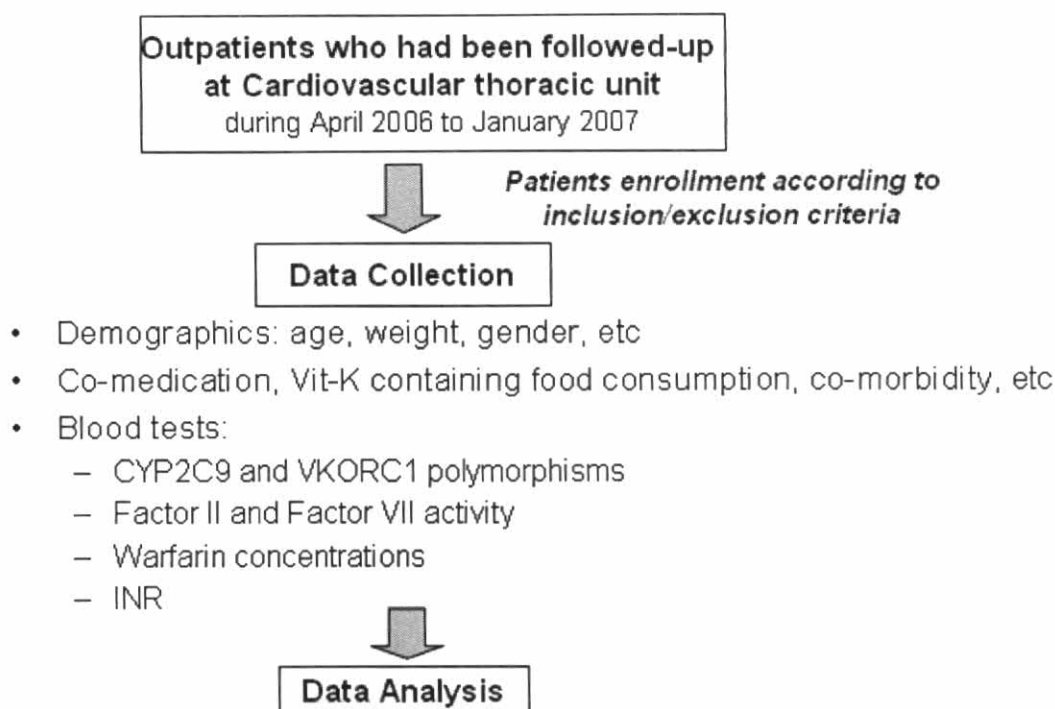 Outpatients who had been followed-up
at Cardiovascular thoracic unit
during April 2006 to January 2007
Patients enrollment according to
inclusion/exclusion criteria
Data Collection
• Demographics: age, weight, gender, etc
• Co-medication, Vit-K containing food consumption, co-morbidity, etc
• Blood tests:
– CYP2C9 and VKORC1 polymorphisms
– Factor II and Factor VII activity
– Warfarin concentrations
– INR
Data Analysis